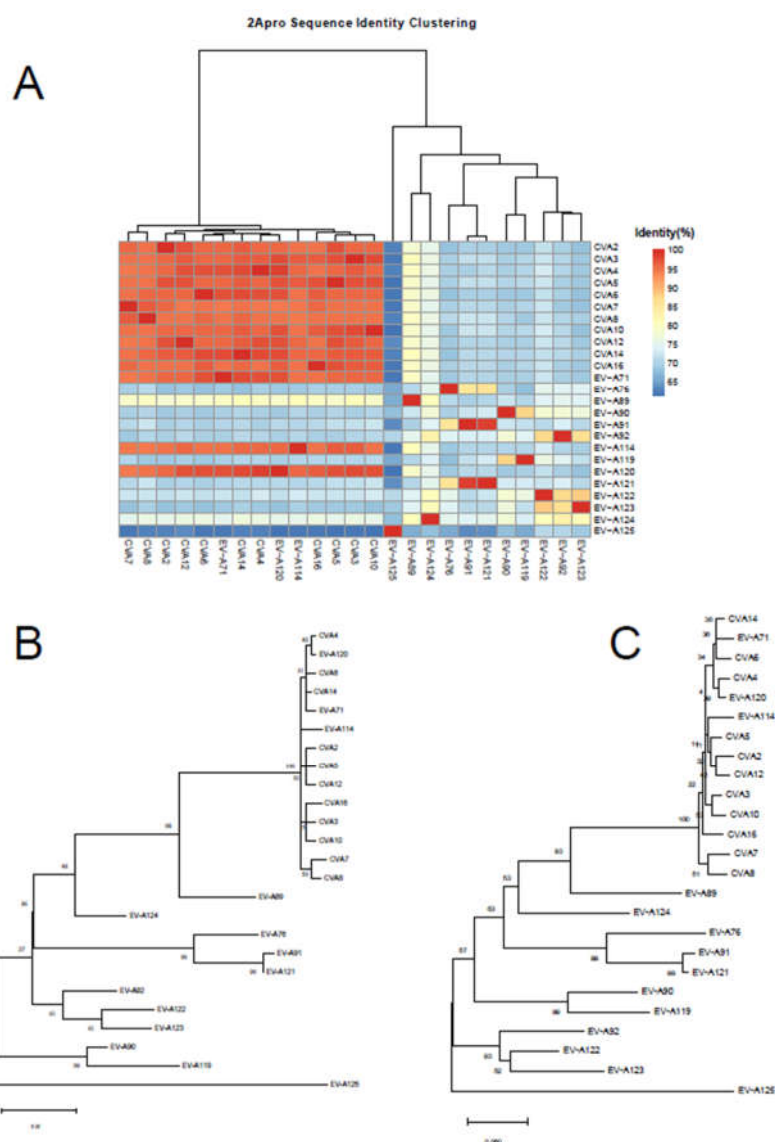 2Apro Sequence Identity Clustering
A
Identity(%)
100
95
90
85
80
75
70
65
CVA2
CVA3
CVA4
CVA5
CVA6
CVA7
CVA8
CVA10
CVA12
CVA14
CVA16
EV-A71
EV-A76
EV-A89
EV-A90
EV-A91
EV-A92
EV-A114
EV-A119
EV-A120
EV-A121
EV-A122
EV-A123
EV-A124
EV-A125
CVA7
CVA8
CVA2
CVA12
CVA6
EV-A71
CVA14
CVA4
EV-A120
EV-A114
CVA16
CVA5
CVA3
CVA10
EV-A125
EV-A89
EV-A124
EV-A76
EV-A91
EV-A121
EV-A90
EV-A119
EV-A122
EV-A92
EV-A123
B
CVA4
EV-A120
CVA6
CVA14
EV-A71
EV-A114
CVA2
CVA5
CVA12
CVA16
CVA3
CVA10
CVA7
CVA8
EV-A89
EV-A124
EV-A76
EV-A91
EV-A121
EV-A92
EV-A122
EV-A123
EV-A90
EV-A119
EV-A125
C
CVA14
EV-A71
CVA6
CVA4
EV-A120
EV-A114
CVA5
CVA2
CVA12
CVA3
CVA10
CVA16
CVA7
CVA8
100
EV-A89
EV-A124
EV-A76
EV-A91
EV-A121
EV-A90
EV-A119
EV-A92
EV-A122
EV-A123
EV-A125